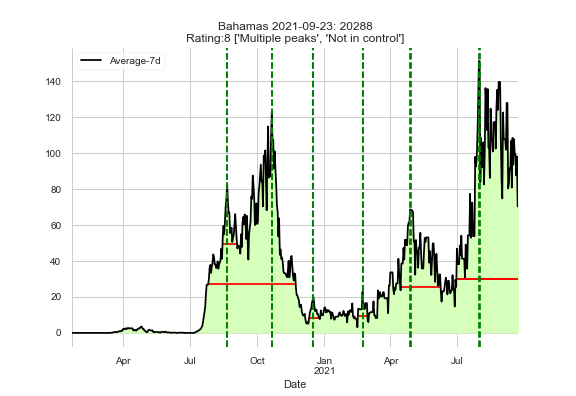 Bahamas 2021-09-23: 20288
Rating:8 ['Multiple peaks', 'Not in control']
Average-7d
140
120
100
80
60
40
20
0
Apr
Jul
Oct
Jan
2021
Apr
Jul
Date